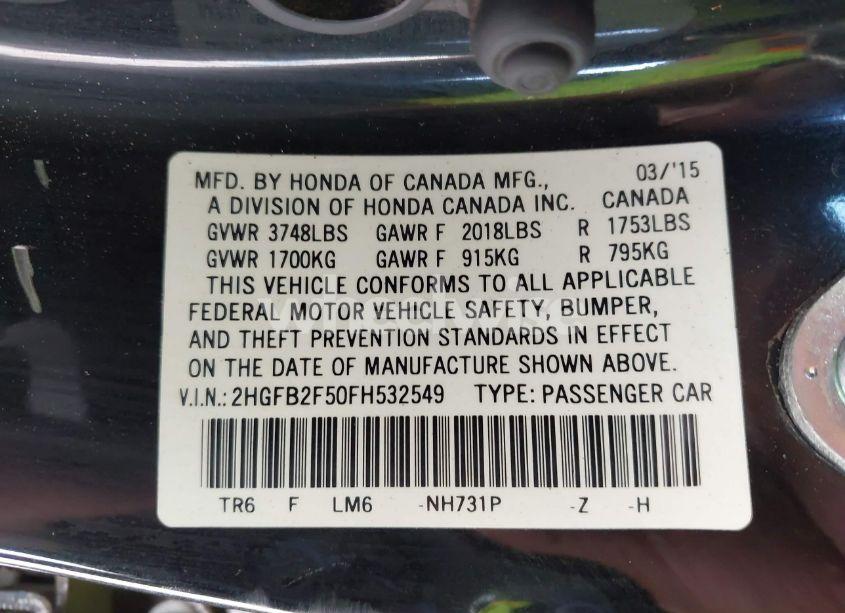 MFD. BY HONDA OF CANADA MFG., 03/'15
A DIVISION OF HONDA CANADA INC. CANADA
GVWR 3748LBS GAWR F 2018LBS R 1753LBS
GVWR 1700KG GAWR F 915KG R 795KG
THIS VEHICLE CONFORMS TO ALL APPLICABLE
FEDERAL MOTOR VEHICLE SAFETY, BUMPER,
AND THEFT PREVENTION STANDARDS IN EFFECT
ON THE DATE OF MANUFACTURE SHOWN ABOVE.
V.I.N.: 2HGFB2F50FH532549 TYPE: PASSENGER CAR
TR6 F LM6 -NH731P -Z -H